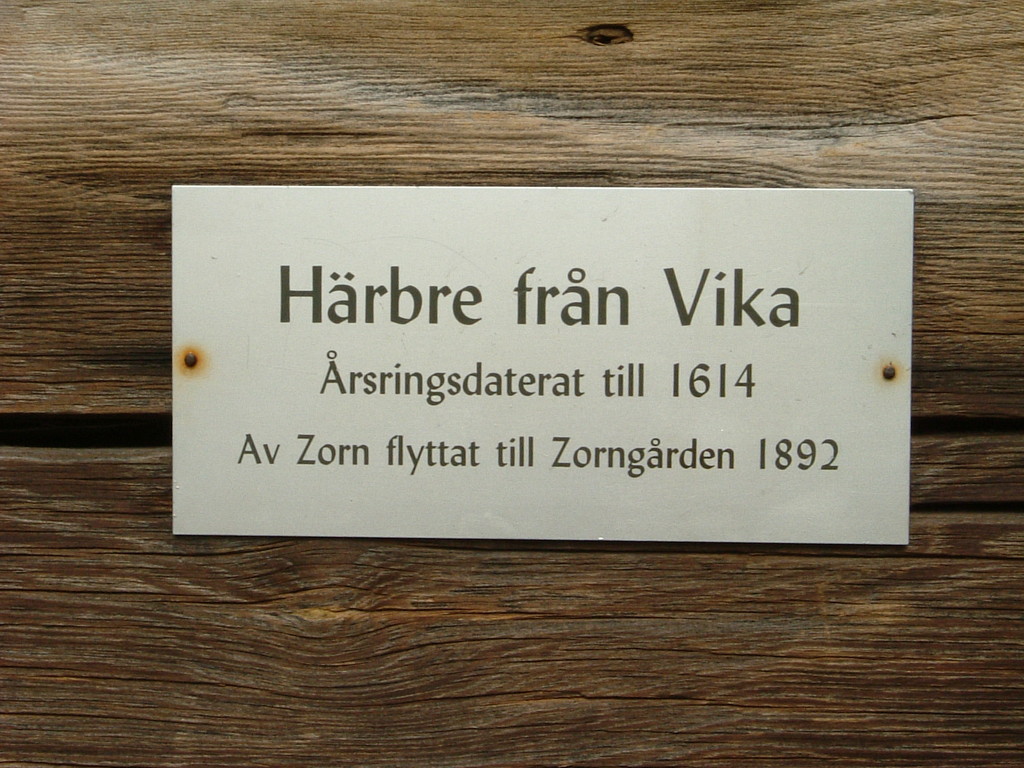 Härbre från Vika
Årsringsdaterat till 1614
Av Zorn flyttat till Zorngården 1892